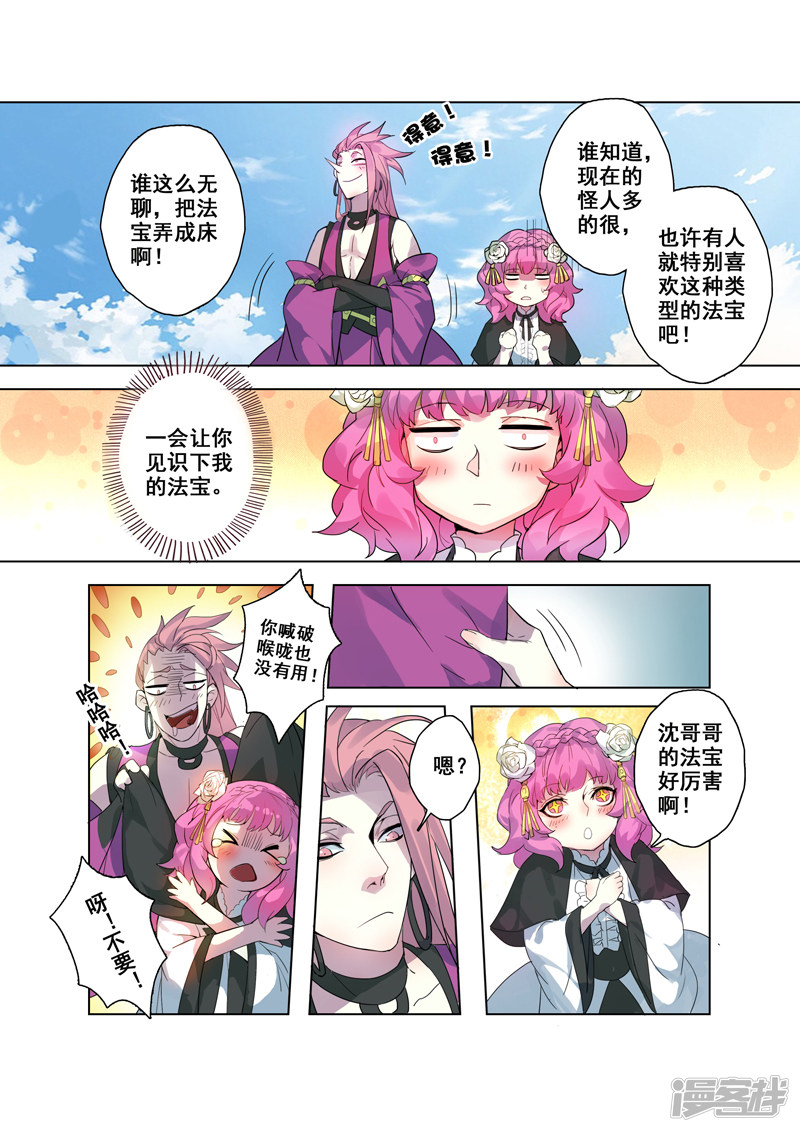 谁这么无
聊，把法
宝弄成床
啊！
得意！
得意！
谁知道，
现在的
怪人多
的很，
也许有人
就特别喜
欢这种类
型的法宝
吧！
一会让你
见识下我
的法宝。
你喊破
喉咙也
没有用！
哈哈哈！
呀！不要！
嗯？
沈哥哥
的法宝
好厉害
啊！
漫客栈